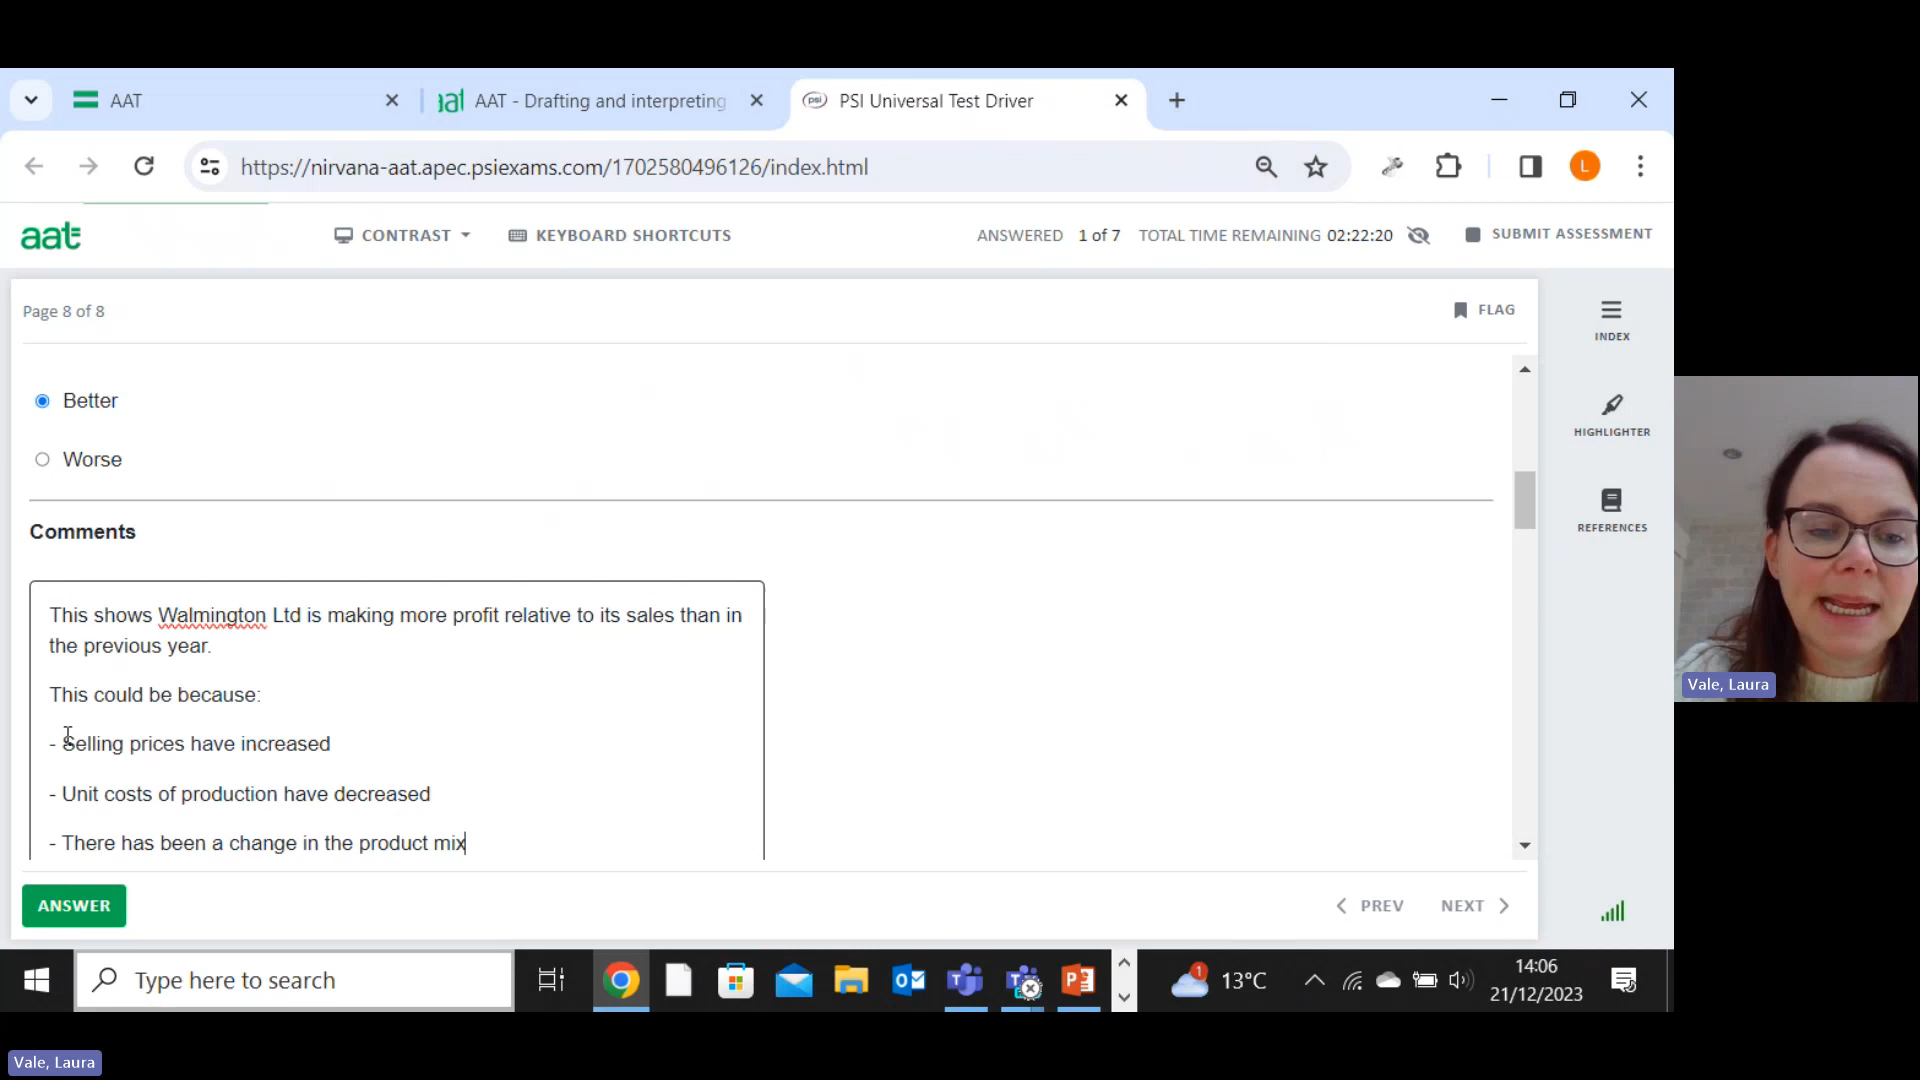 AAT
AAT - Drafting and interpreting
psi
PSI Universal Test Driver
https://nirvana-aat.apec.psiexams.com/1702580496126/index.html
L
aat
CONTRAST
KEYBOARD SHORTCUTS
ANSWERED 1 of 7 TOTAL TIME REMAINING 02:22:20
SUBMIT ASSESSMENT
Page 8 of 8
FLAG
INDEX
HIGHLIGHTER
REFERENCES
Better
Worse
Comments
This shows Walmington Ltd is making more profit relative to its sales than in
the previous year.
This could be because:
- Selling prices have increased
- Unit costs of production have decreased
- There has been a change in the product mix
ANSWER
PREV
NEXT
Vale, Laura
Type here to search
1
13°C
14:06
21/12/2023
Vale, Laura